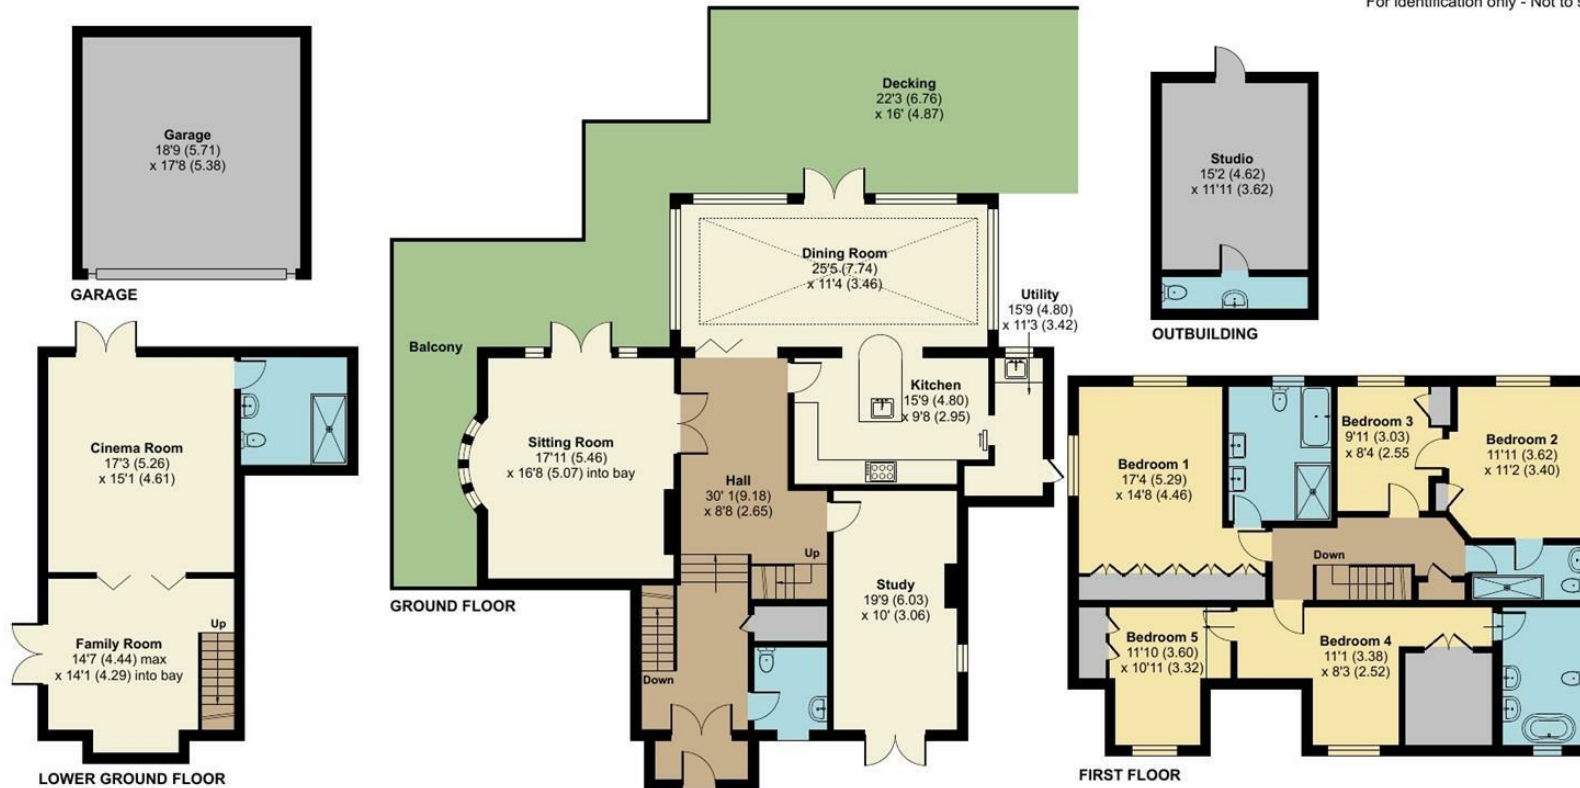 For identification only - Not to s
Garage
18'9 (5.71)
x 17'8 (5.38)
GARAGE
Decking
22'3 (6.76)
x 16' (4.87)
Studio
15'2 (4.62)
x 11'11 (3.62)
OUTBUILDING
Cinema Room
17'3 (5.26)
x 15'1 (4.61)
Family Room
14'7 (4.44) max
x 14'1 (4.29) into bay
Up
LOWER GROUND FLOOR
Balcony
Dining Room
25'5 (7.74)
x 11'4 (3.46)
Utility
15'9 (4.80)
x 11'3 (3.42)
Kitchen
15'9 (4.80)
x 9'8 (2.95)
Sitting Room
17'11 (5.46)
x 16'8 (5.07) into bay
Hall
30' 1(9.18)
x 8'8 (2.65)
Up
Study
19'9 (6.03)
x 10' (3.06)
Down
GROUND FLOOR
Bedroom 1
17'4 (5.29)
x 14'8 (4.46)
Bedroom 3
9'11 (3.03)
x 8'4 (2.55
Bedroom 2
11'11 (3.62)
x 11'2 (3.40)
Down
Bedroom 5
11'10 (3.60)
x 10'11 (3.32)
Bedroom 4
11'1 (3.38)
x 8'3 (2.52)
FIRST FLOOR